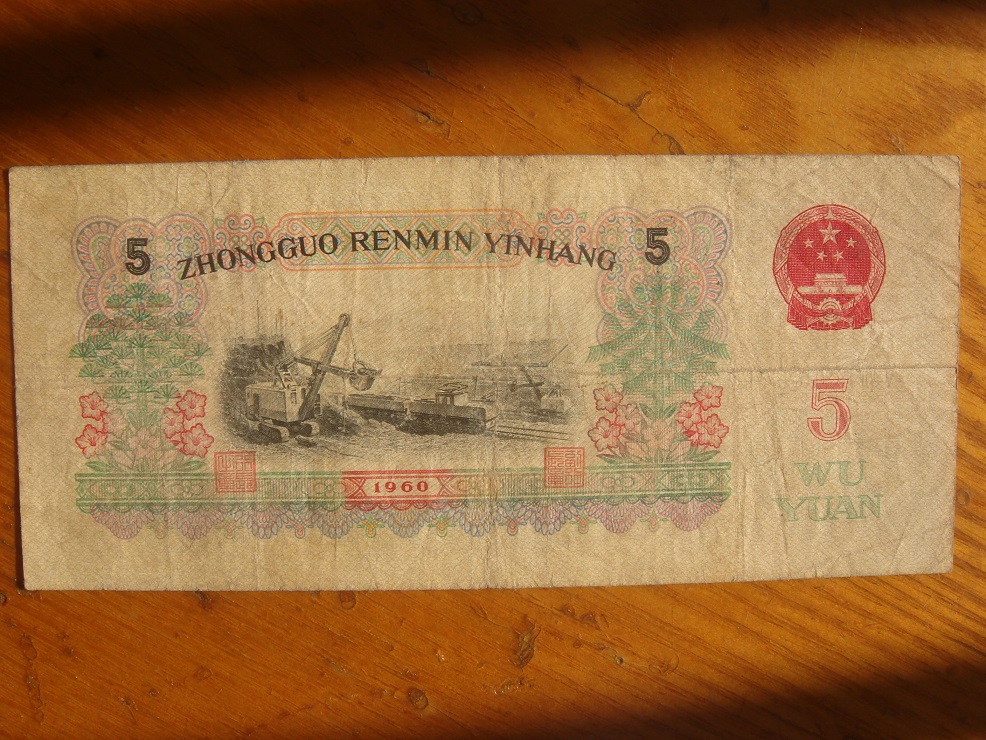 5 ZHONGGUO RENMIN YINHANG 5
5
WU
YUAN
1960